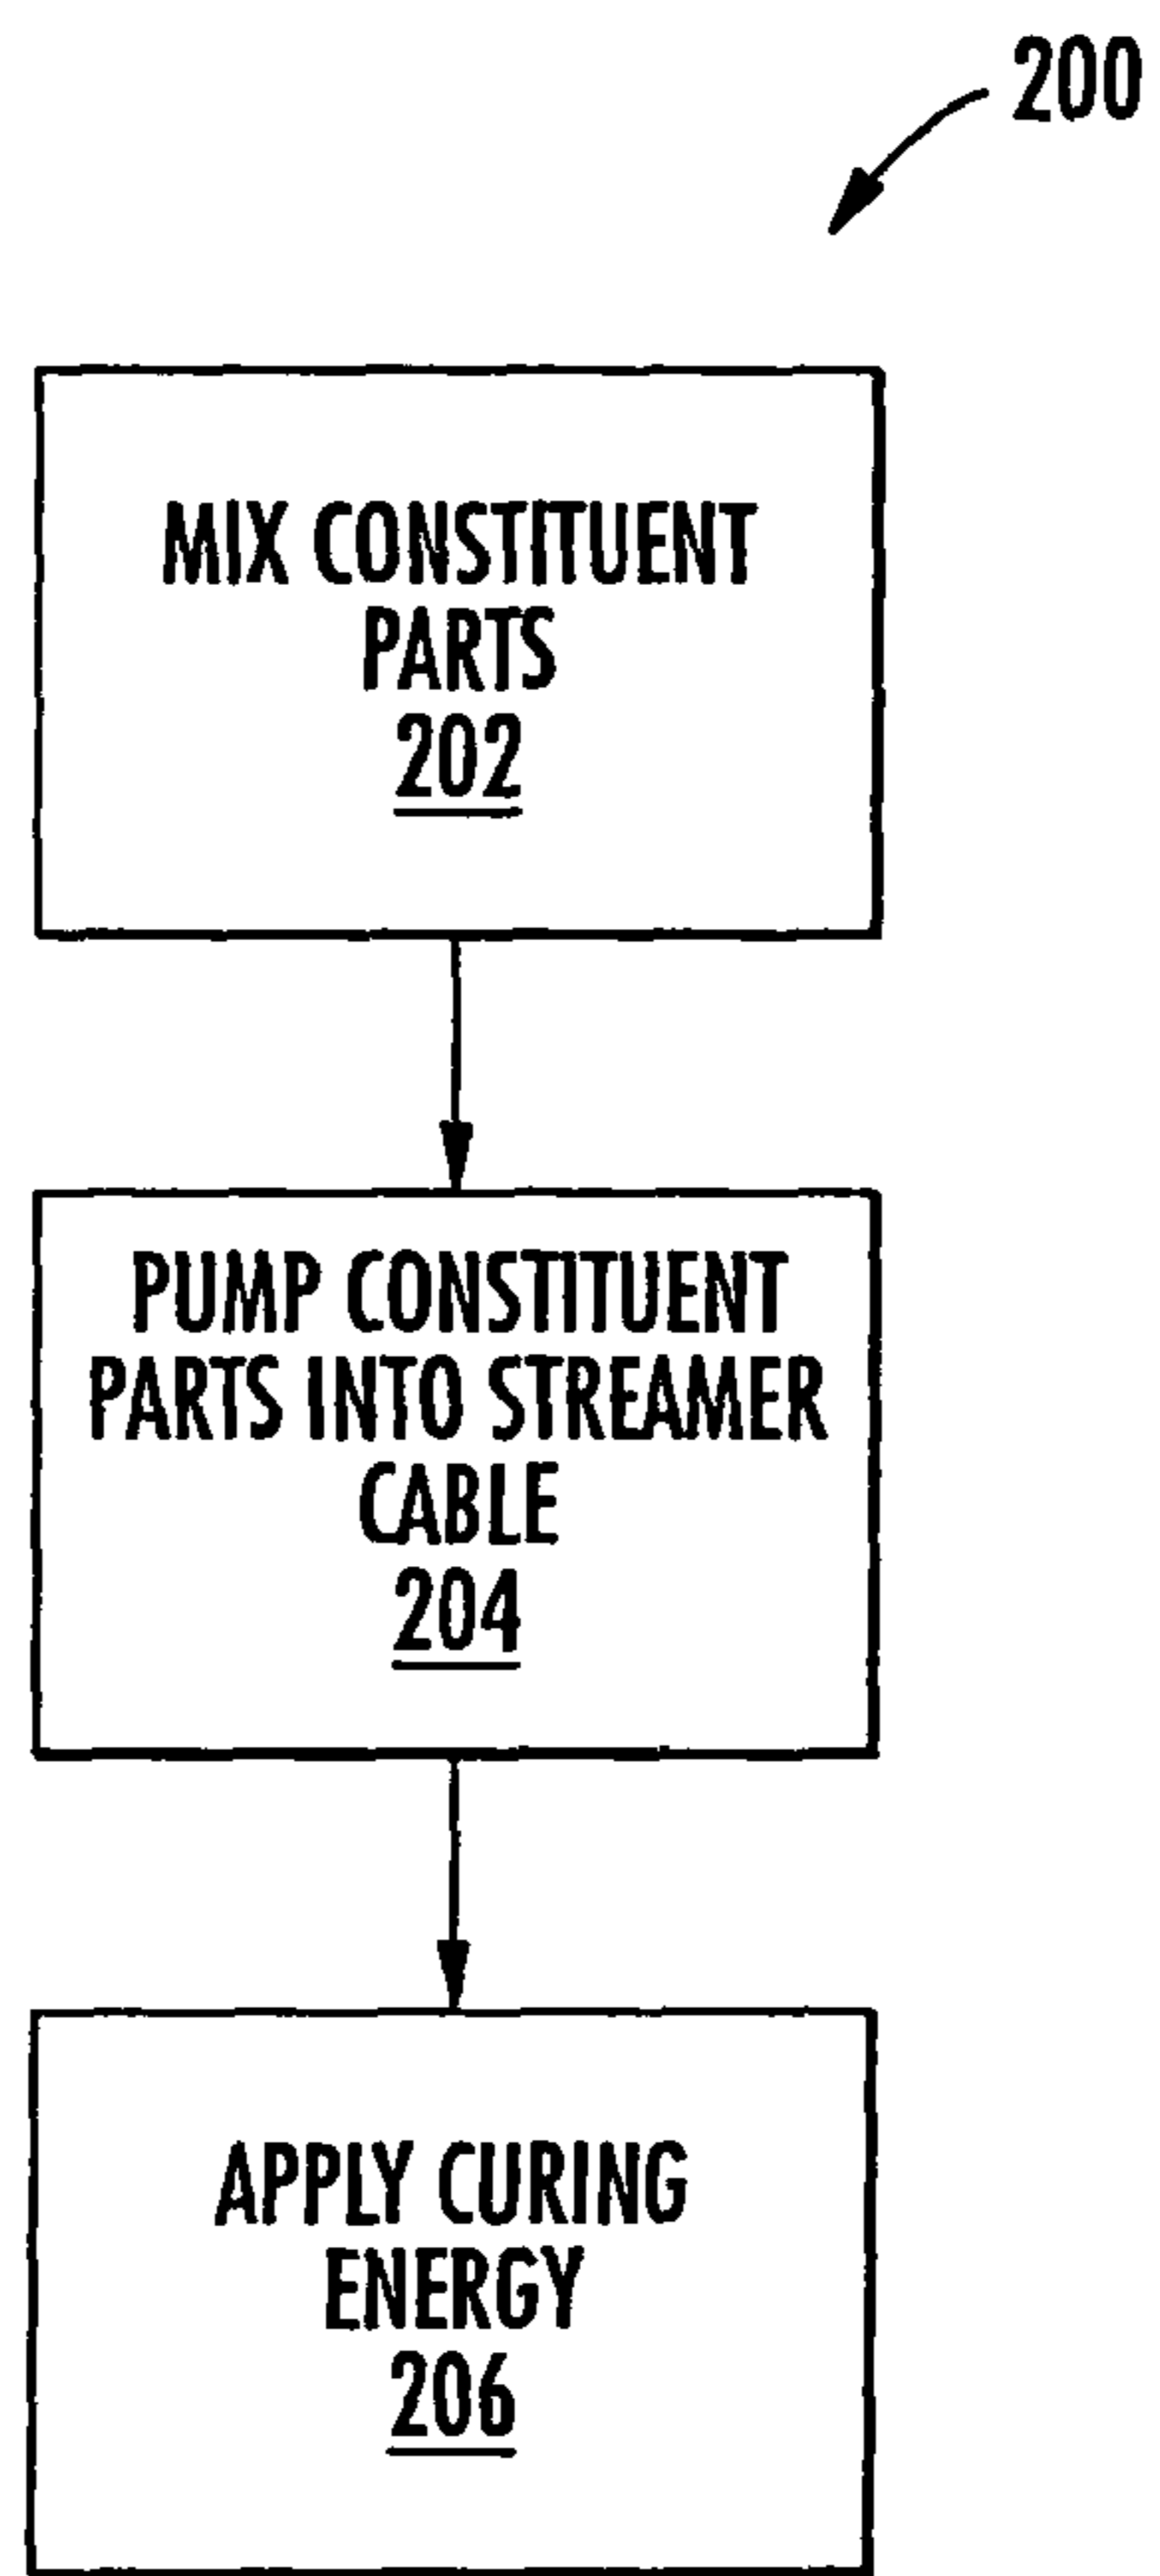 200
MIX CONSTITUENT
PARTS
202
PUMP CONSTITUENT
PARTS INTO STREAMER
CABLE
204
APPLY CURING
ENERGY
206